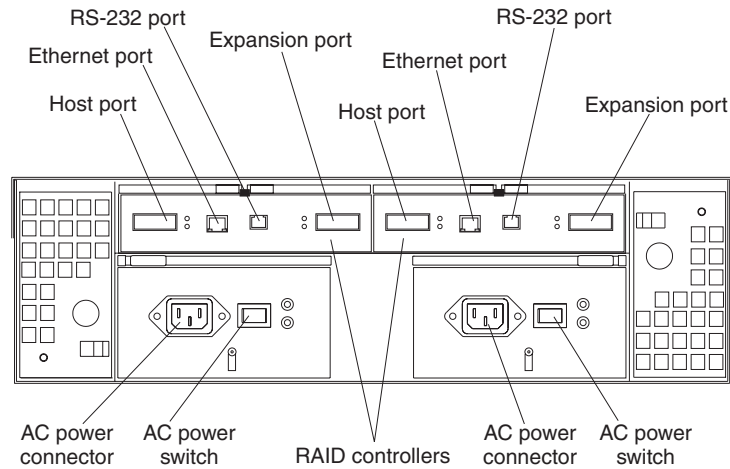 RS-232 port
RS-232 port
Expansion port
Ethernet port
Ethernet port
Host port
Host port
Expansion port
AC power
connector
AC power
switch
RAID controllers
AC power
connector
AC power
switch